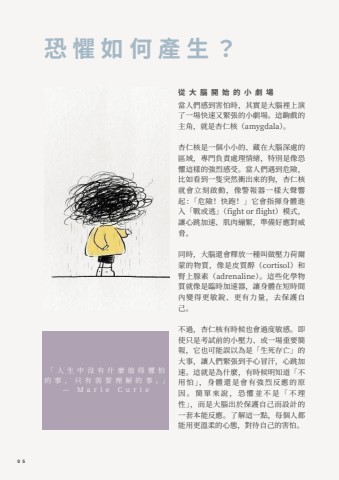 恐懼如何產生？
從大腦開始的小劇場
當人們感到害怕時，其實是大腦裡上演
了一場快速又緊張的小劇場。這齣戲的
主角，就是杏仁核（amygdala）。
杏仁核是一個小小的、藏在大腦深處的
區域，專門負責處理情緒，特別是像恐
懼這樣的強烈感受。當人們遇到危險，
比如看到一隻突然衝出來的狗，杏仁核
就會立刻啟動，像警報器一樣大聲響
起：「危險！快跑！」它會指揮身體進
入「戰或逃」（fight or flight）模式，
讓心跳加速、肌肉繃緊，準備好應對威
脅。
同時，大腦還會釋放一種叫做壓力荷爾
蒙的物質，像是皮質醇（cortisol）和
腎上腺素（adrenaline）。這些化學物
質就像是臨時加速器，讓身體在短時間
內變得更敏銳、更有力量，去保護自
己。
不過，杏仁核有時候也會過度敏感。即
使只是考試前的小壓力，或一場重要簡
報，它也可能誤以為是「生死存亡」的
大事，讓人們緊張到手心冒汗，心跳加
速。這就是為什麼，有時候明知道「不
用怕」，身體還是會有強烈反應的原
因。簡單來說，恐懼並不是「不理
性」，而是大腦出於保護自己而設計的
一套本能反應。了解這一點，每個人都
能用更溫柔的心態，對待自己的害怕。
「人生中沒有什麼值得懼怕
的事，只有需要理解的事。」
— Marie Curie